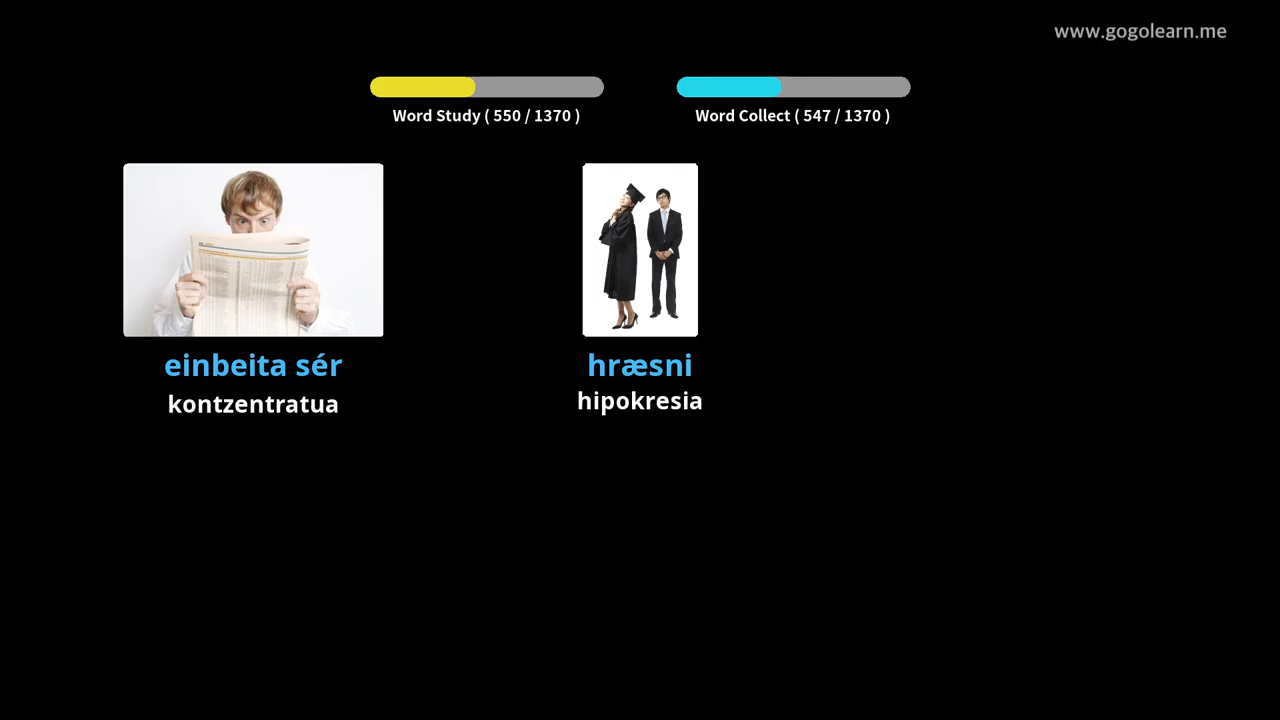 www.gogolearn.me
Word Study ( 550 / 1370 )
Word Collect ( 547 / 1370 )
einbeita sér
kontzentratua
hræsni
hipokresia